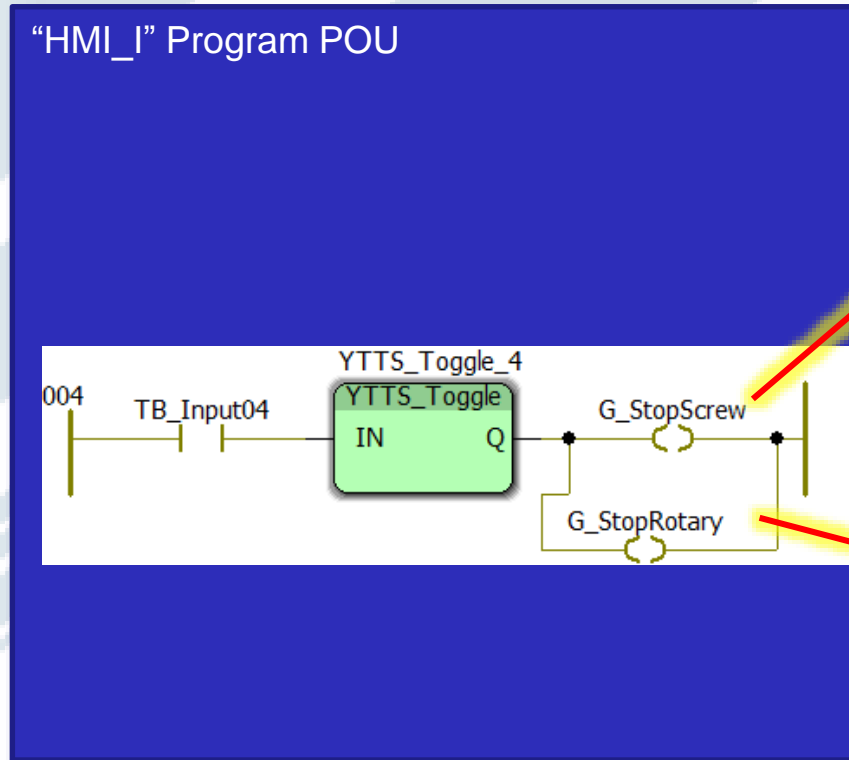 “HMI_I” Program POU
YTTS_Toggle_4
004
TB_Input04
YTTS_Toggle
IN
Q
G_StopScrew
G_StopRotary